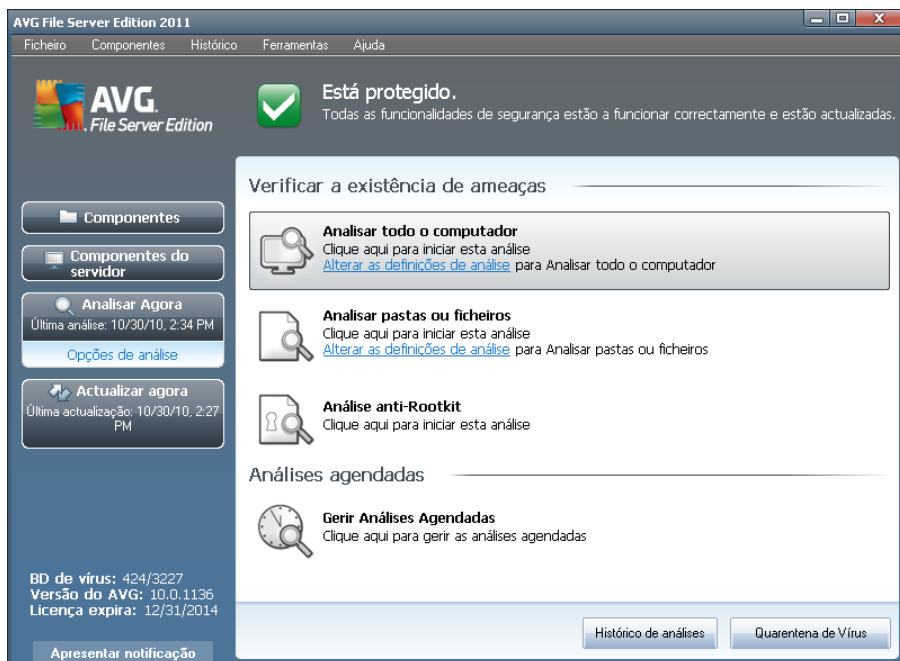 AVG File Server Edition 2011
Ficheiro Componentes Histórico Ferramentas Ajuda
AVG.
File Server Edition
Está protegido.
Todas as funcionalidades de segurança estão a funcionar correctamente e estão actualizadas.
Componentes
Componentes do
servidor
Analisar Agora
Última análise: 10/30/10, 2:34 PM
Opções de análise
Actualizar agora
Última actualização: 10/30/10, 2:27
PM
BD de vírus: 424/3227
Versão do AVG: 10.0.1136
Licença expira: 12/31/2014
Apresentar notificação
Verificar a existência de ameaças
Analisar todo o computador
Clique aqui para iniciar esta análise
Alterar as definições de análise para Analisar todo o computador
Analisar pastas ou ficheiros
Clique aqui para iniciar esta análise
Alterar as definições de análise para Analisar pastas ou ficheiros
Análise anti-Rootkit
Clique aqui para iniciar esta análise
Análises agendadas
Gerir Análises Agendadas
Clique aqui para gerir as análises agendadas
Histórico de análises
Quarentena de Vírus